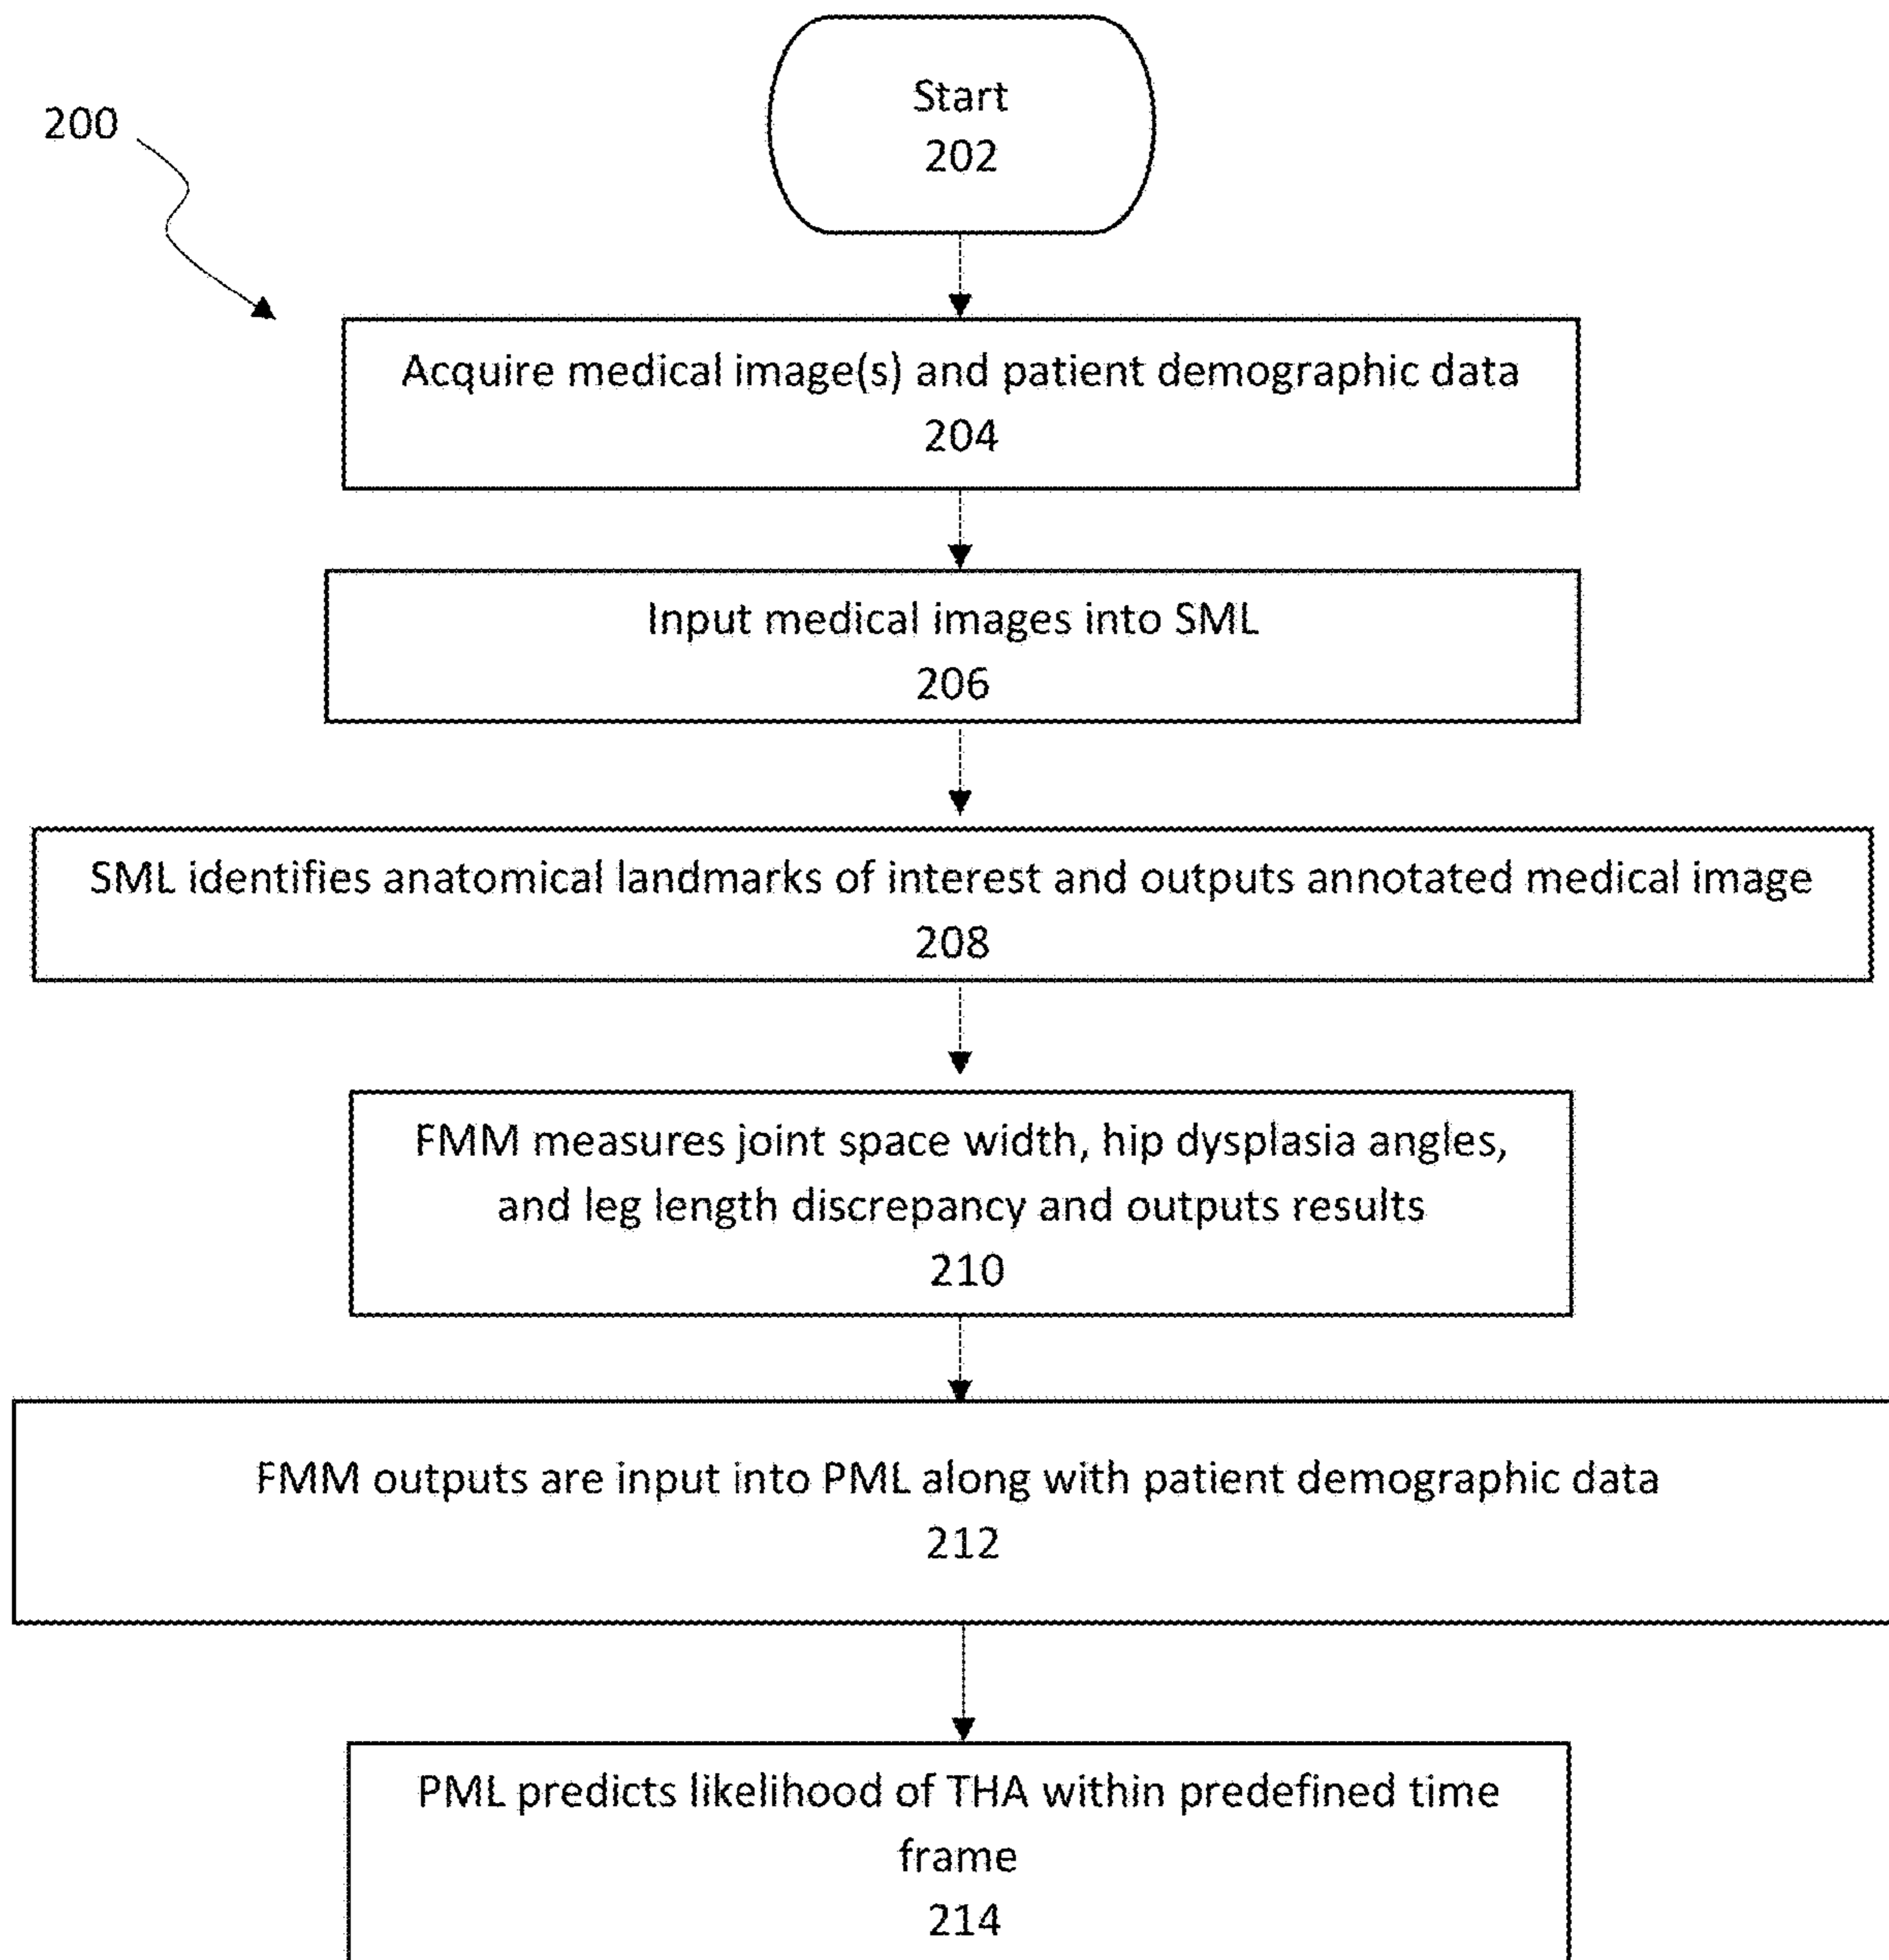 Start
202
200
Acquire medical image(s) and patient demographic data
204
Input medical images into SML
206
SML identifies anatomical landmarks of interest and outputs annotated medical image
208
FMM measures joint space width, hip dysplasia angles,
and leg length discrepancy and outputs results
210
FMM outputs are input into PML along with patient demographic data
212
PML predicts likelihood of THA within predefined time
frame
214